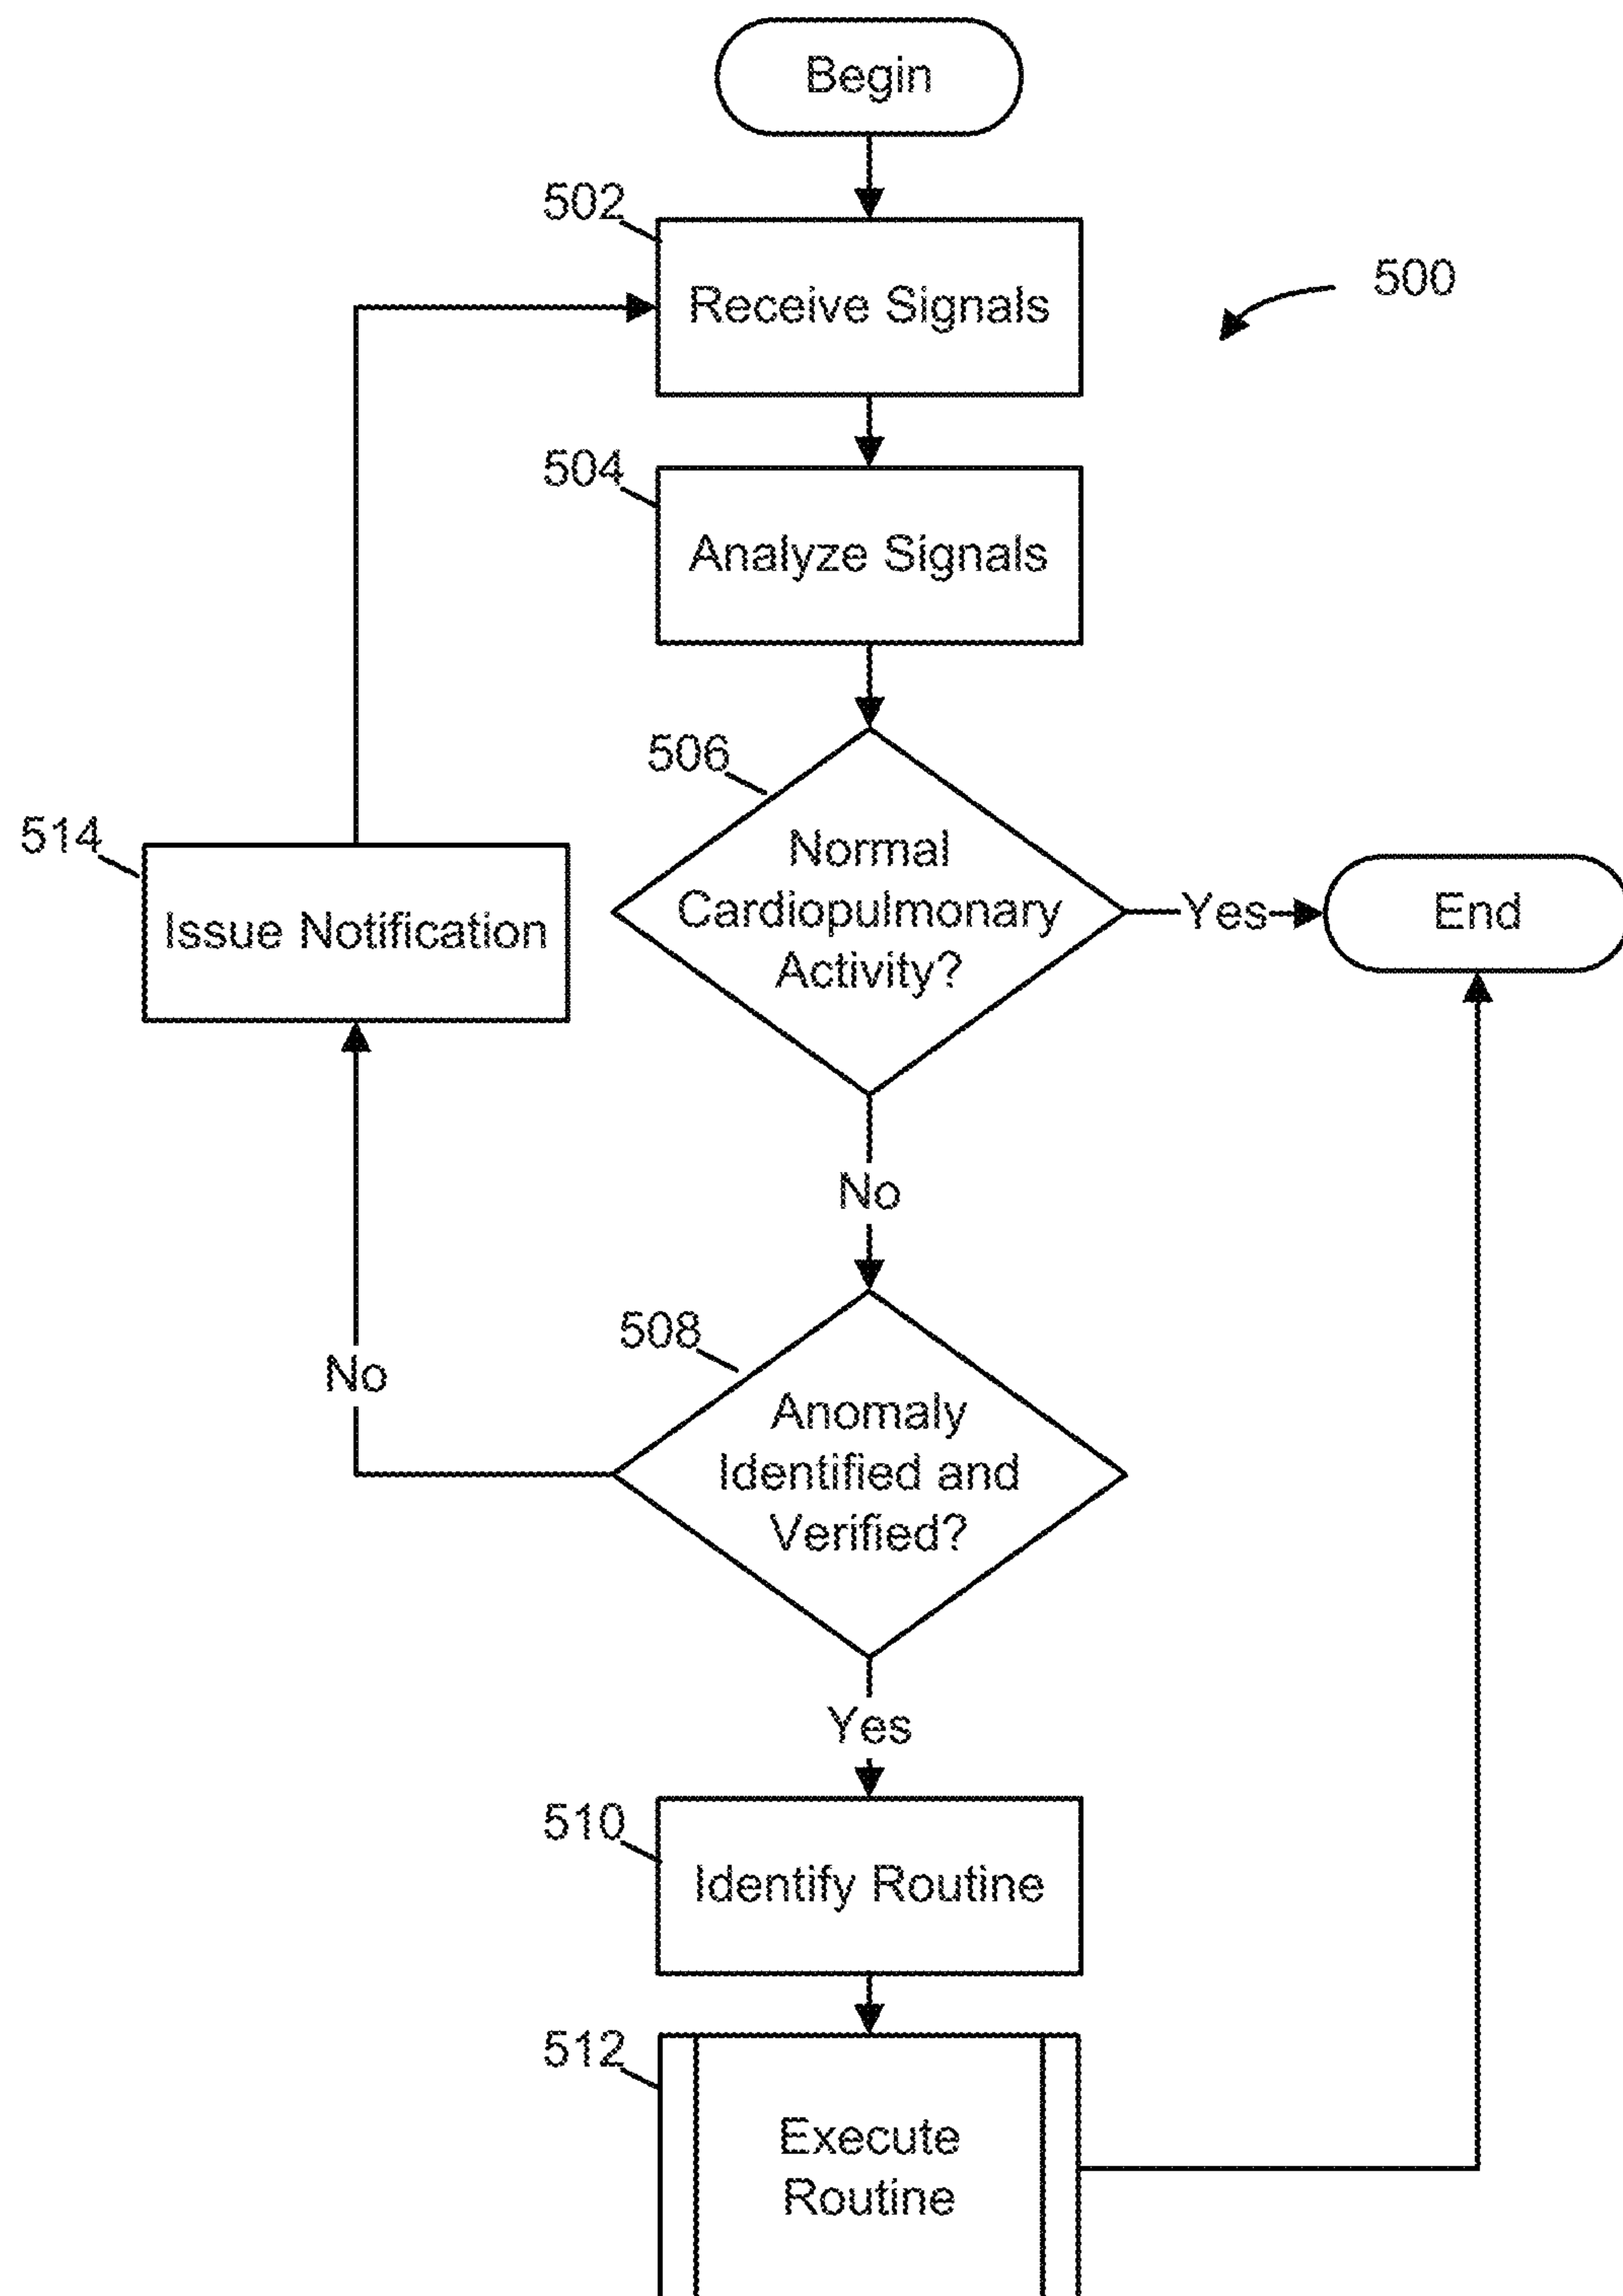 Begin
502
Receive Signals
500
504
Analyze Signals
506
Normal
Cardiopulmonary
Activity?
Yes
End
514
Issue Notification
No
508
Anomaly
Identified and
Verified?
No
Yes
510
Identify Routine
512
Execute
Routine